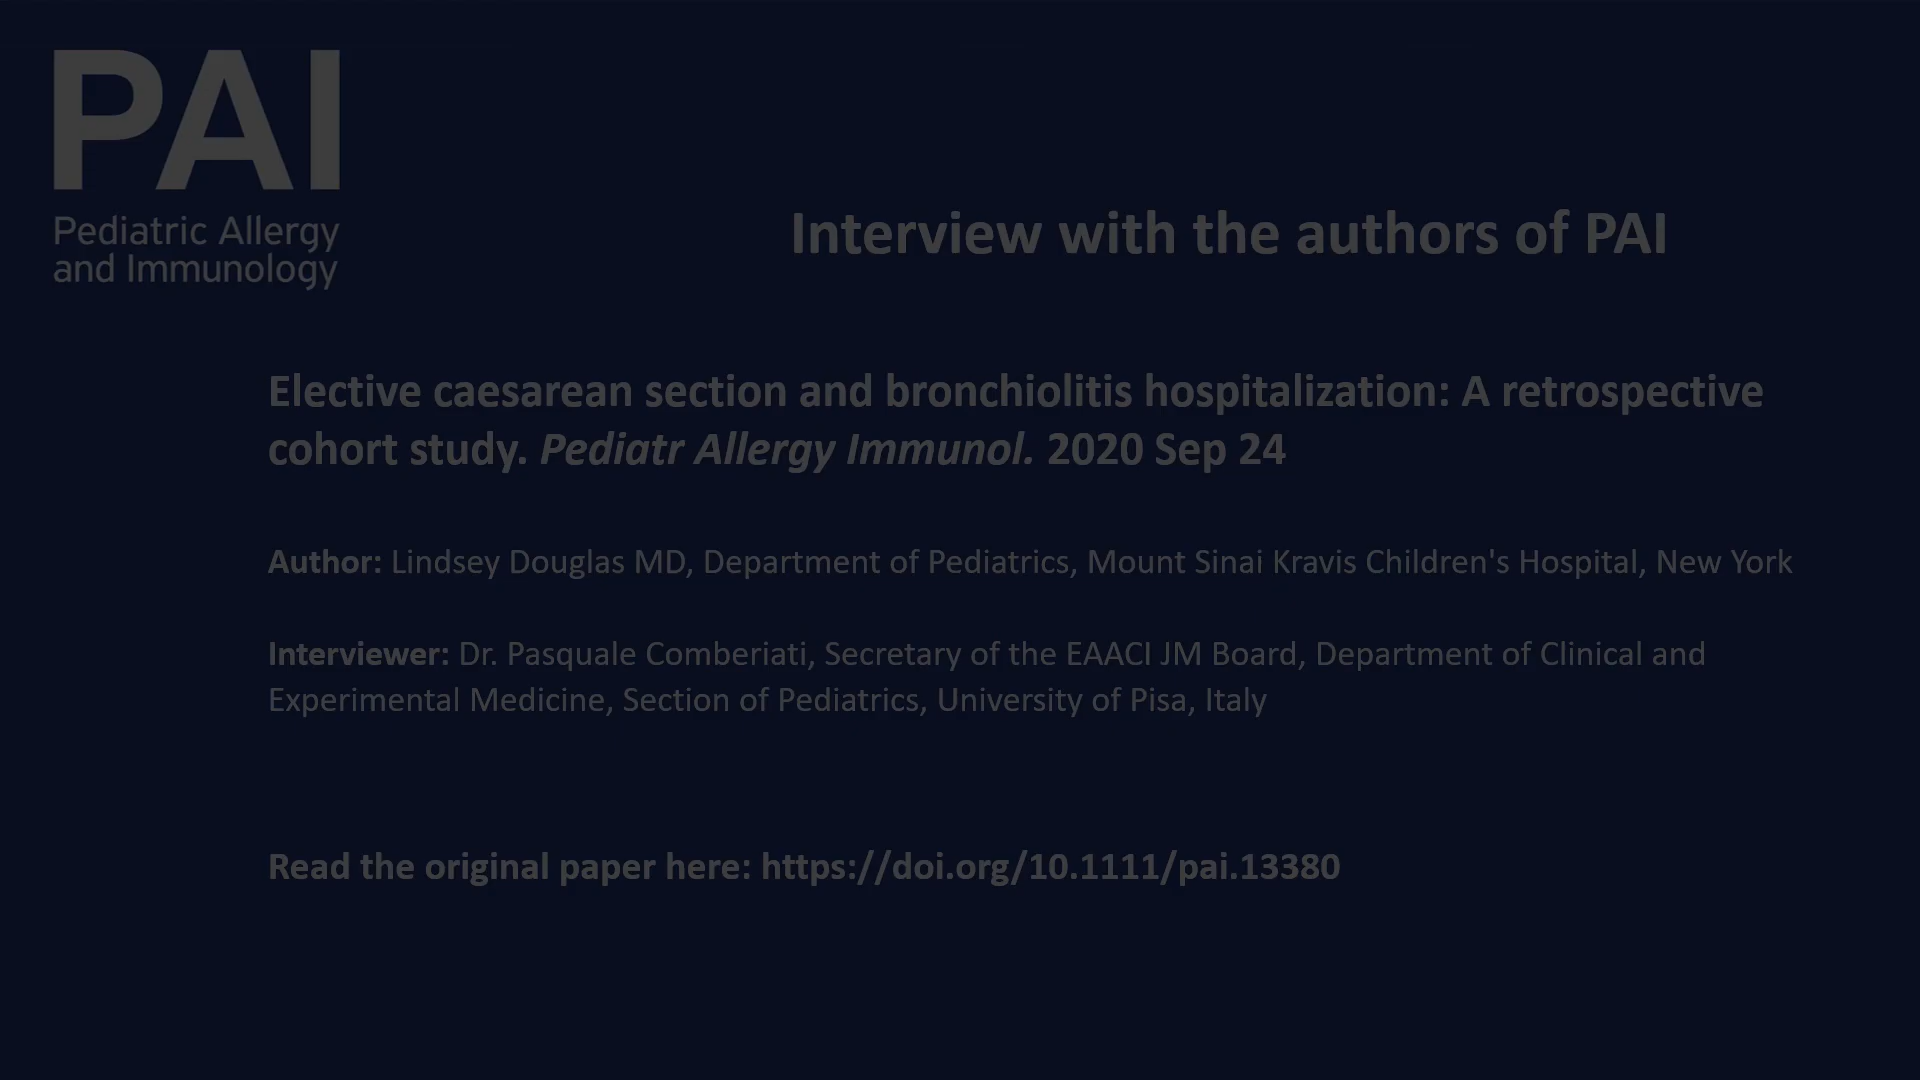 PAI
Pediatric Allergy
and Immunology
Interview with the authors of PAI
Elective caesarean section and bronchiolitis hospitalization: A retrospective
cohort study. Pediatr Allergy Immunol. 2020 Sep 24
Author: Lindsey Douglas MD, Department of Pediatrics, Mount Sinai Kravis Children's Hospital, New York
Interviewer: Dr. Pasquale Comberiati, Secretary of the EAACI JM Board, Department of Clinical and
Experimental Medicine, Section of Pediatrics, University of Pisa, Italy
Read the original paper here: https://doi.org/10.1111/pai.13380